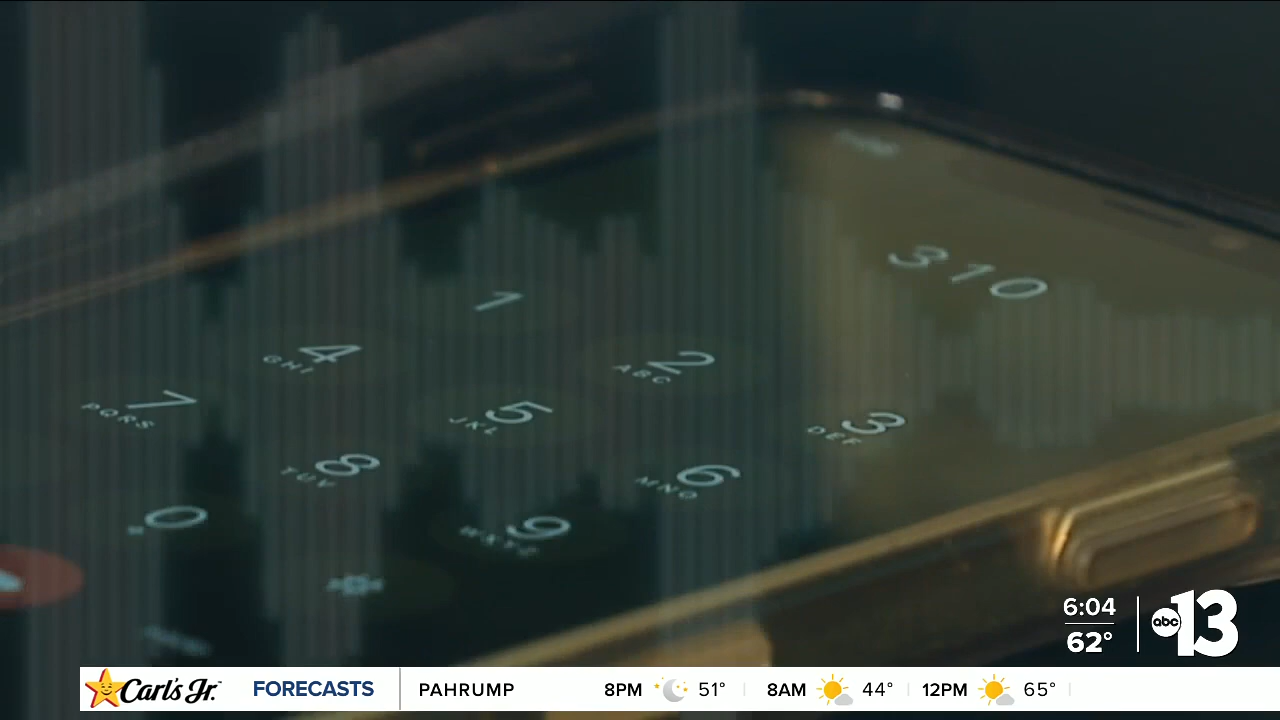 310
1
2
ABC
3
DEF
4
GHI
5
JKL
6
MNO
7
PQRS
8
TUV
9
WXYZ
0
+
*
6:04
62°
abc
13
Carl's Jr.
FORECASTS
PAHRUMP
8PM
51°
8AM
44°
12PM
65°